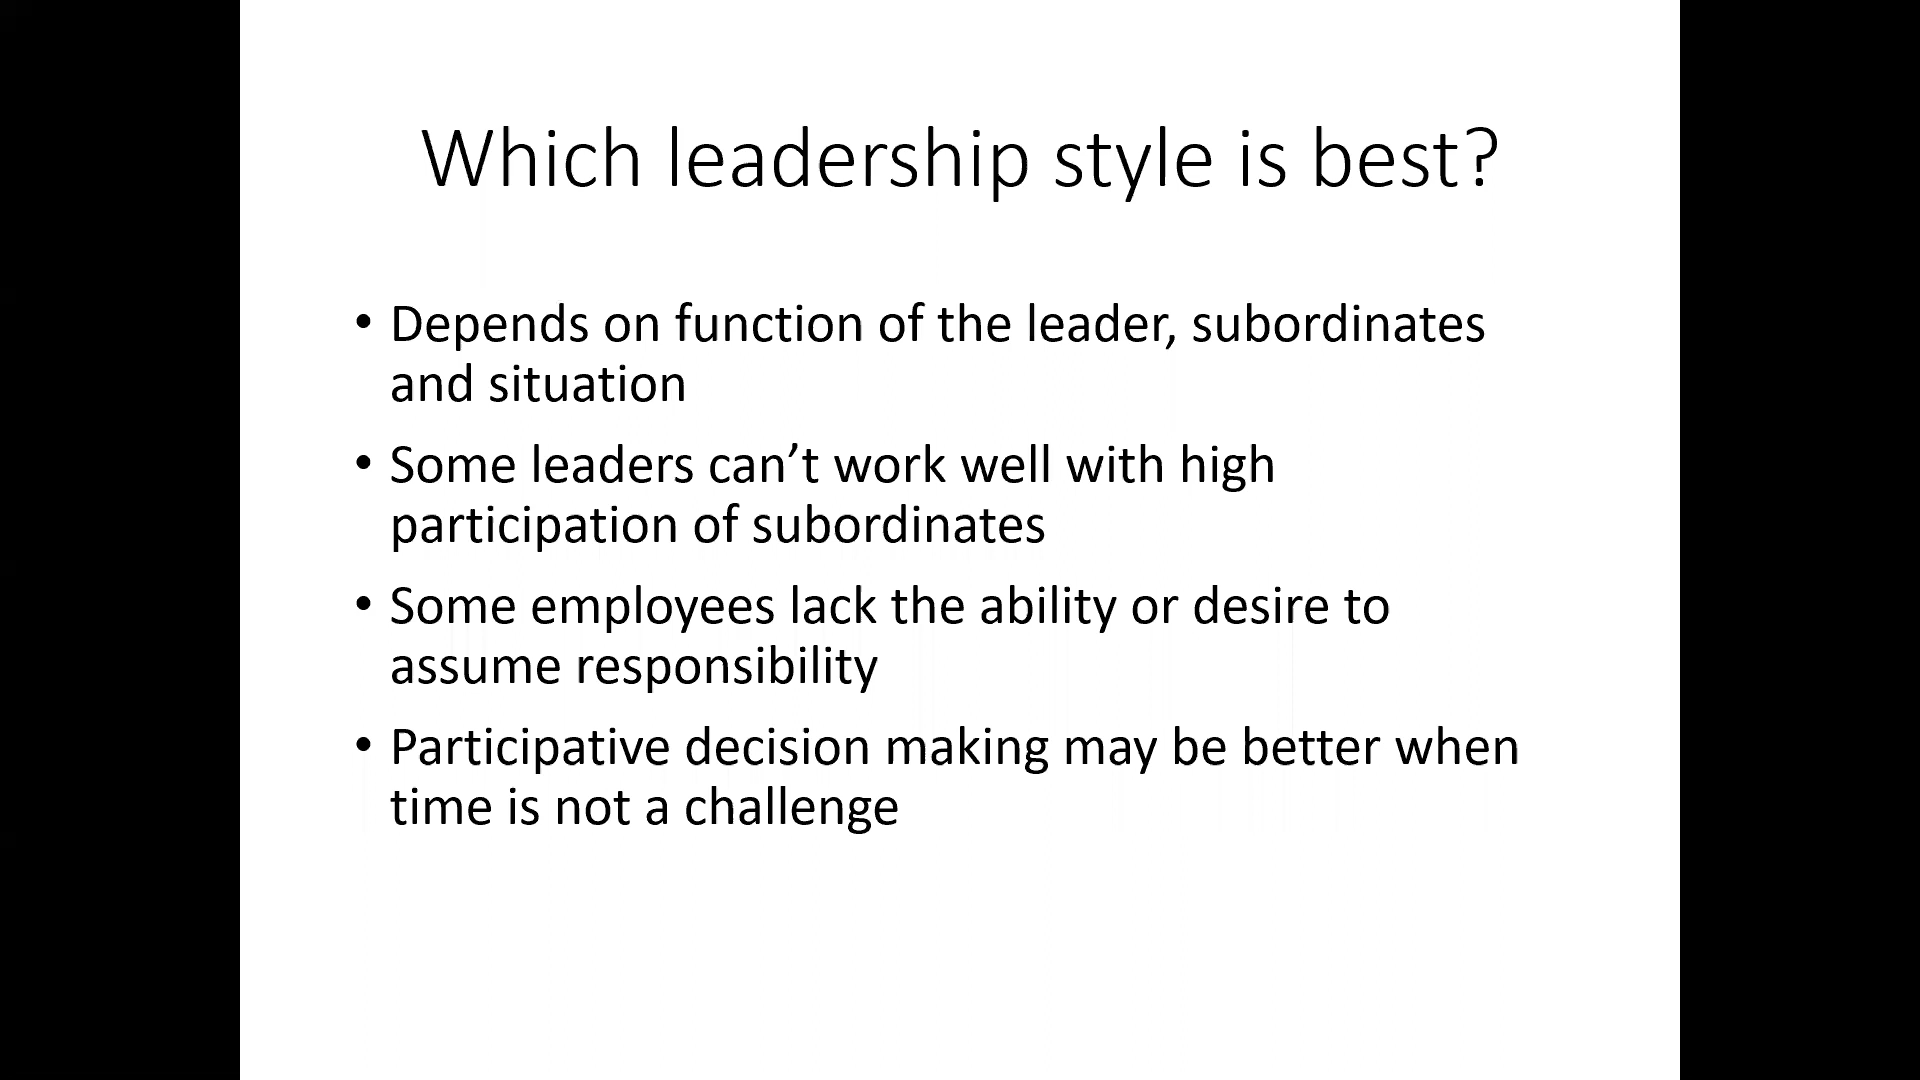 Which leadership style is best?
• Depends on function of the leader, subordinates
and situation
• Some leaders can’t work well with high
participation of subordinates
• Some employees lack the ability or desire to
assume responsibility
• Participative decision making may be better when
time is not a challenge